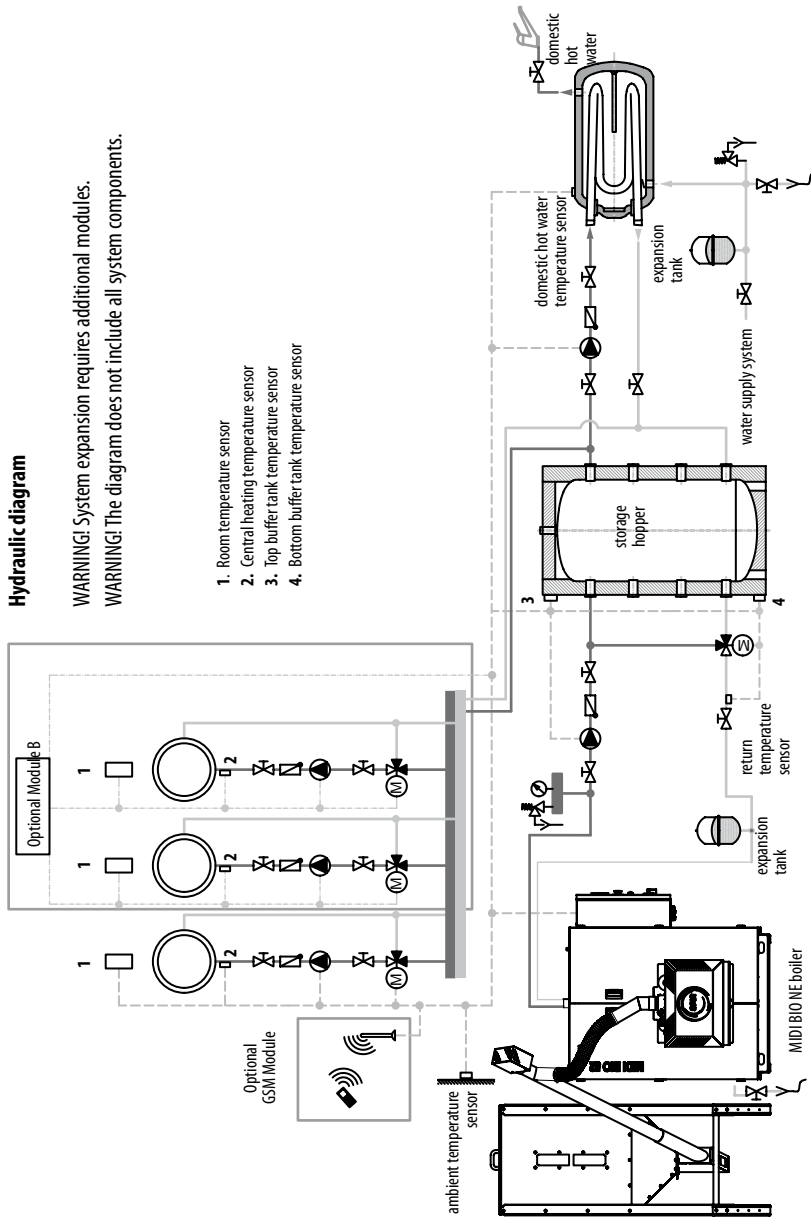 Hydraulic diagram
WARNING! System expansion requires additional modules.
WARNING! The diagram does not include all system components.
1. Room temperature sensor
2. Central heating temperature sensor
3. Top buffer tank temperature sensor
4. Bottom buffer tank temperature sensor
Optional Module B
1
1
1
2
2
2
M
M
M
Optional
GSM Module
ambient temperature
sensor
MIDI BIO NE boiler
expansion
tank
return
temperature
sensor
M
3
4
storage
hopper
water supply system
expansion
tank
domestic hot water
temperature sensor
domestic
hot
water